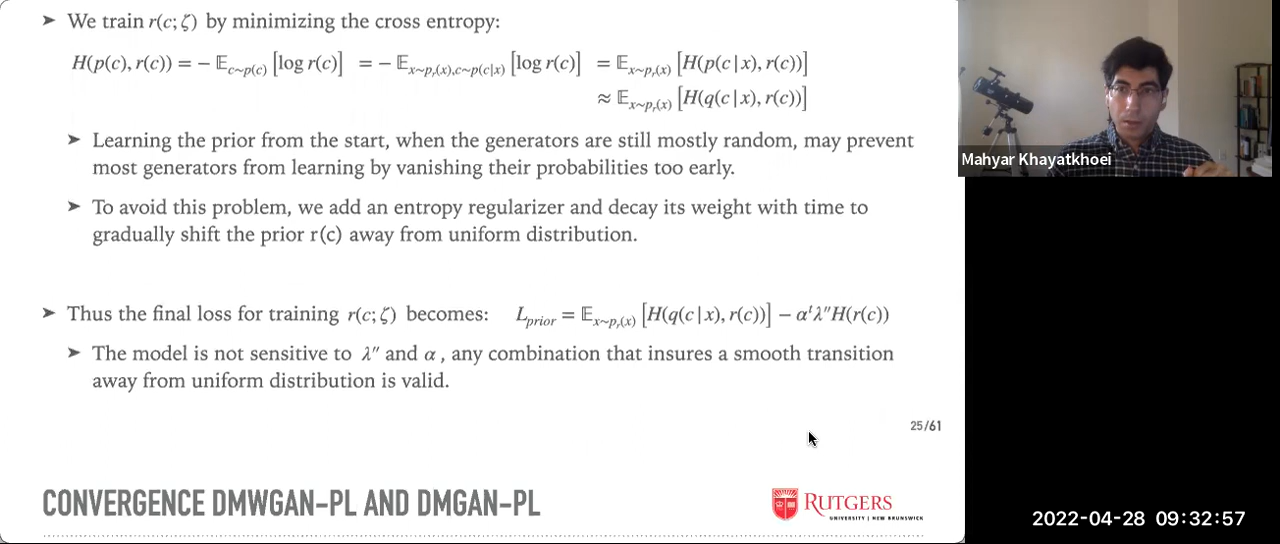 ➤ We train r(c; ζ) by minimizing the cross entropy:
H(p(c), r(c)) = − 𝔼_{c∼p(c)} [log r(c)] = − 𝔼_{x∼p_r(x),c∼p(c|x)} [log r(c)] = 𝔼_{x∼p_r(x)} [H(p(c|x), r(c))]
≈ 𝔼_{x∼p_r(x)} [H(q(c|x), r(c))]
➤ Learning the prior from the start, when the generators are still mostly random, may prevent
most generators from learning by vanishing their probabilities too early.
➤ To avoid this problem, we add an entropy regularizer and decay its weight with time to
gradually shift the prior r(c) away from uniform distribution.
➤ Thus the final loss for training r(c; ζ) becomes: L_{prior} = 𝔼_{x∼p_r(x)} [H(q(c|x), r(c))] − α^t λ″H(r(c))
➤ The model is not sensitive to λ″ and α , any combination that insures a smooth transition
away from uniform distribution is valid.
25/61
CONVERGENCE DMWGAN-PL AND DMGAN-PL
RUTGERS
UNIVERSITY | NEW BRUNSWICK
Mahyar Khayatkhoei
2022-04-28 09:32:57